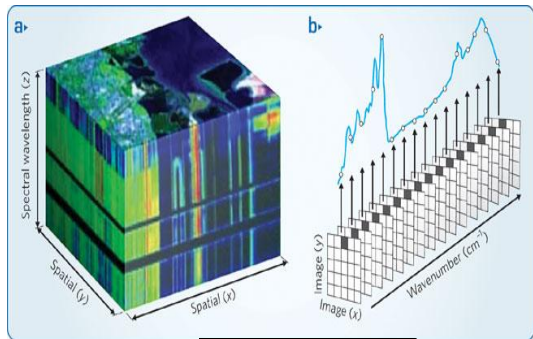 a▸
Spectral wavelength (z)
Spatial (y)
Spatial (x)
b▸
Image (y)
Image (x)
Wavenumber (cm⁻¹)